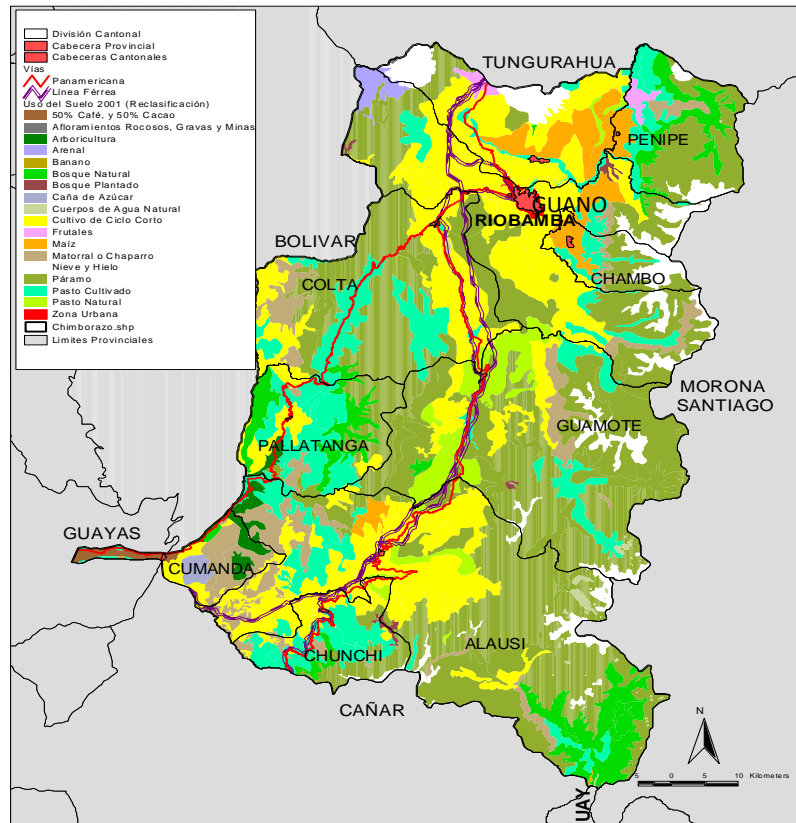 División Cantonal
Cabecera Provincial
Cabeceras Cantonales
Vías
Panamericana
Línea Férrea
Uso del Suelo 2001 (Reclasificación)
50% Café, y 50% Cacao
Afloramientos Rocosos, Gravas y Minas
Arboricultura
Arenal
Banano
Bosque Natural
Bosque Plantado
Caña de Azúcar
Cuerpos de Agua Natural
Cultivo de Ciclo Corto
Frutales
Maíz
Matorral o Chaparro
Nieve y Hielo
Páramo
Pasto Cultivado
Pasto Natural
Zona Urbana
Chimborazo.shp
Limites Provinciales
TUNGURAHUA
PENIPE
GUANO
RIOBAMBA
BOLIVAR
COLTA
CHAMBO
MORONA
SANTIAGO
GUAMOTE
PALLATANGA
GUAYAS
CUMANDA
ALAUSI
CHUNCHI
CAÑAR
N
5 0 5 10 Kilometers
UAY